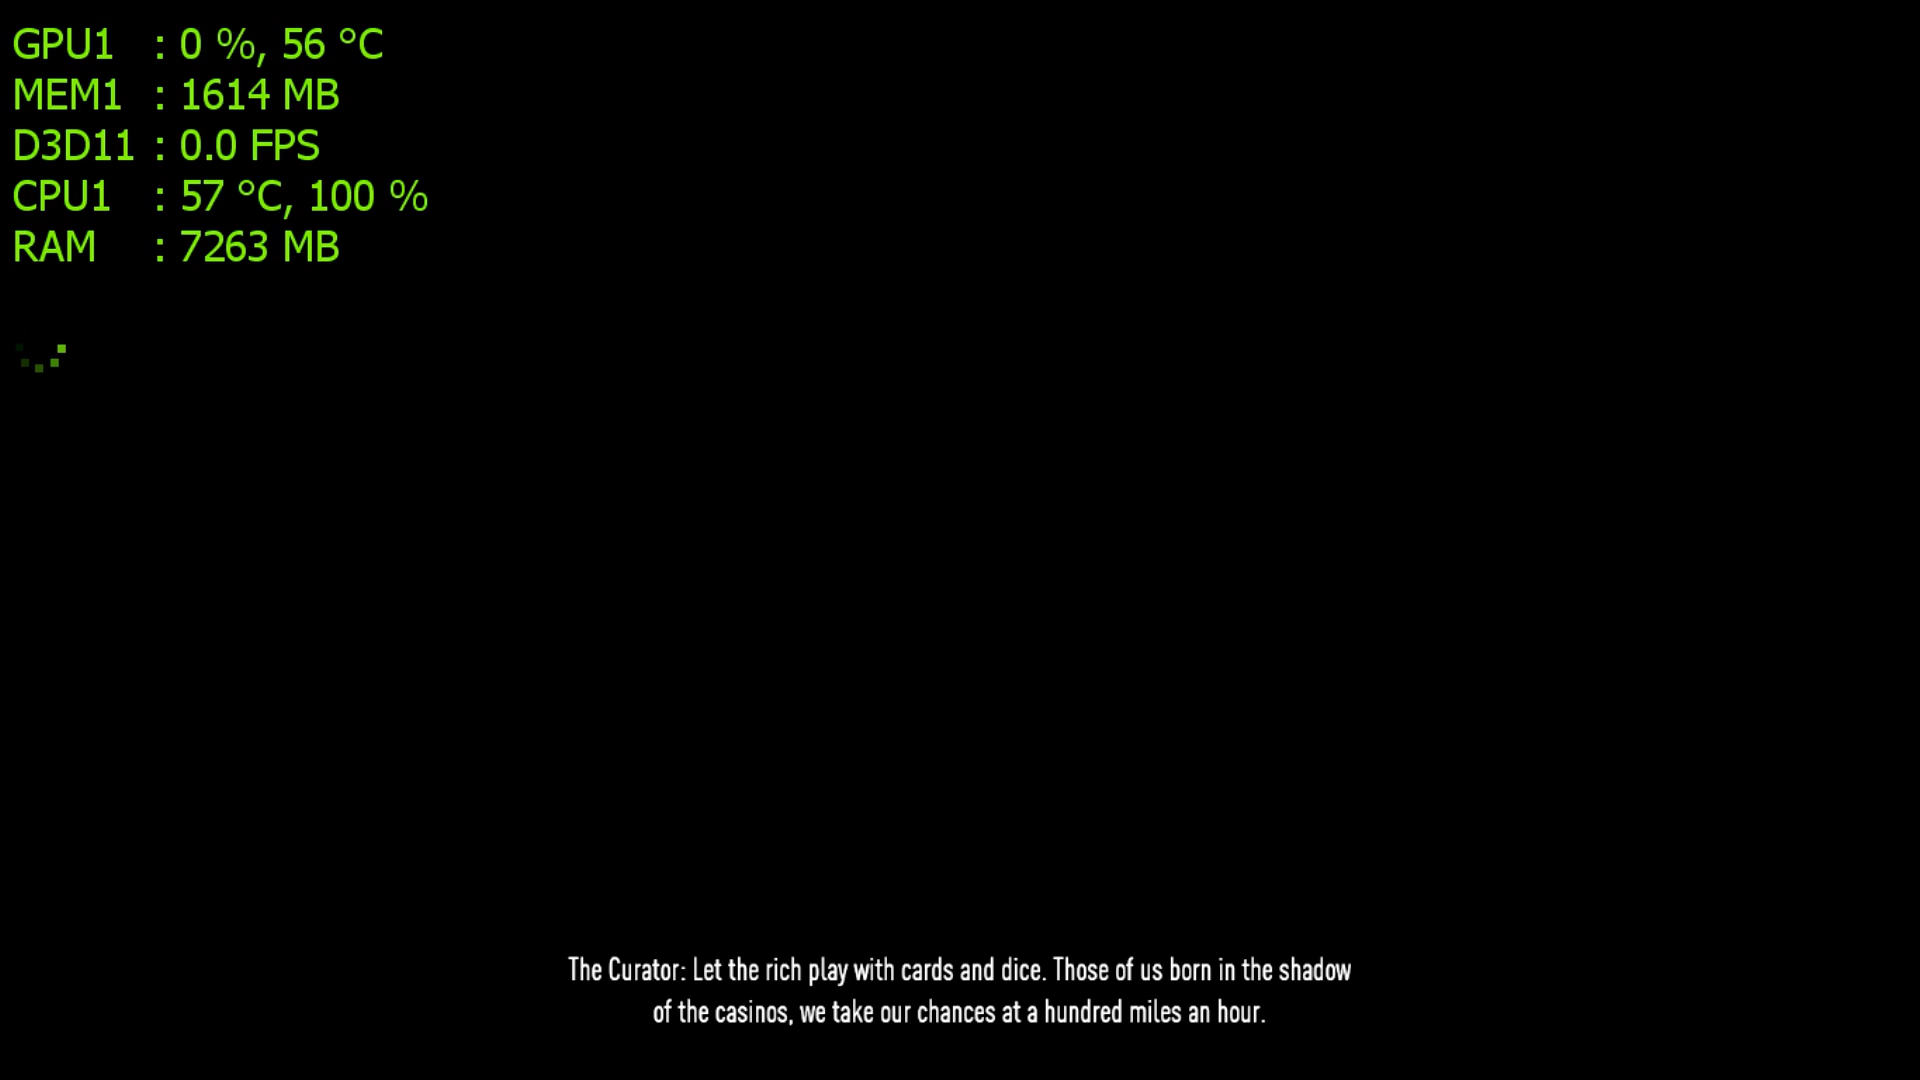 GPU1 : 0 %, 56 °C
MEM1 : 1614 MB
D3D11 : 0.0 FPS
CPU1 : 57 °C, 100 %
RAM : 7263 MB
The Curator: Let the rich play with cards and dice. Those of us born in the shadow
of the casinos, we take our chances at a hundred miles an hour.